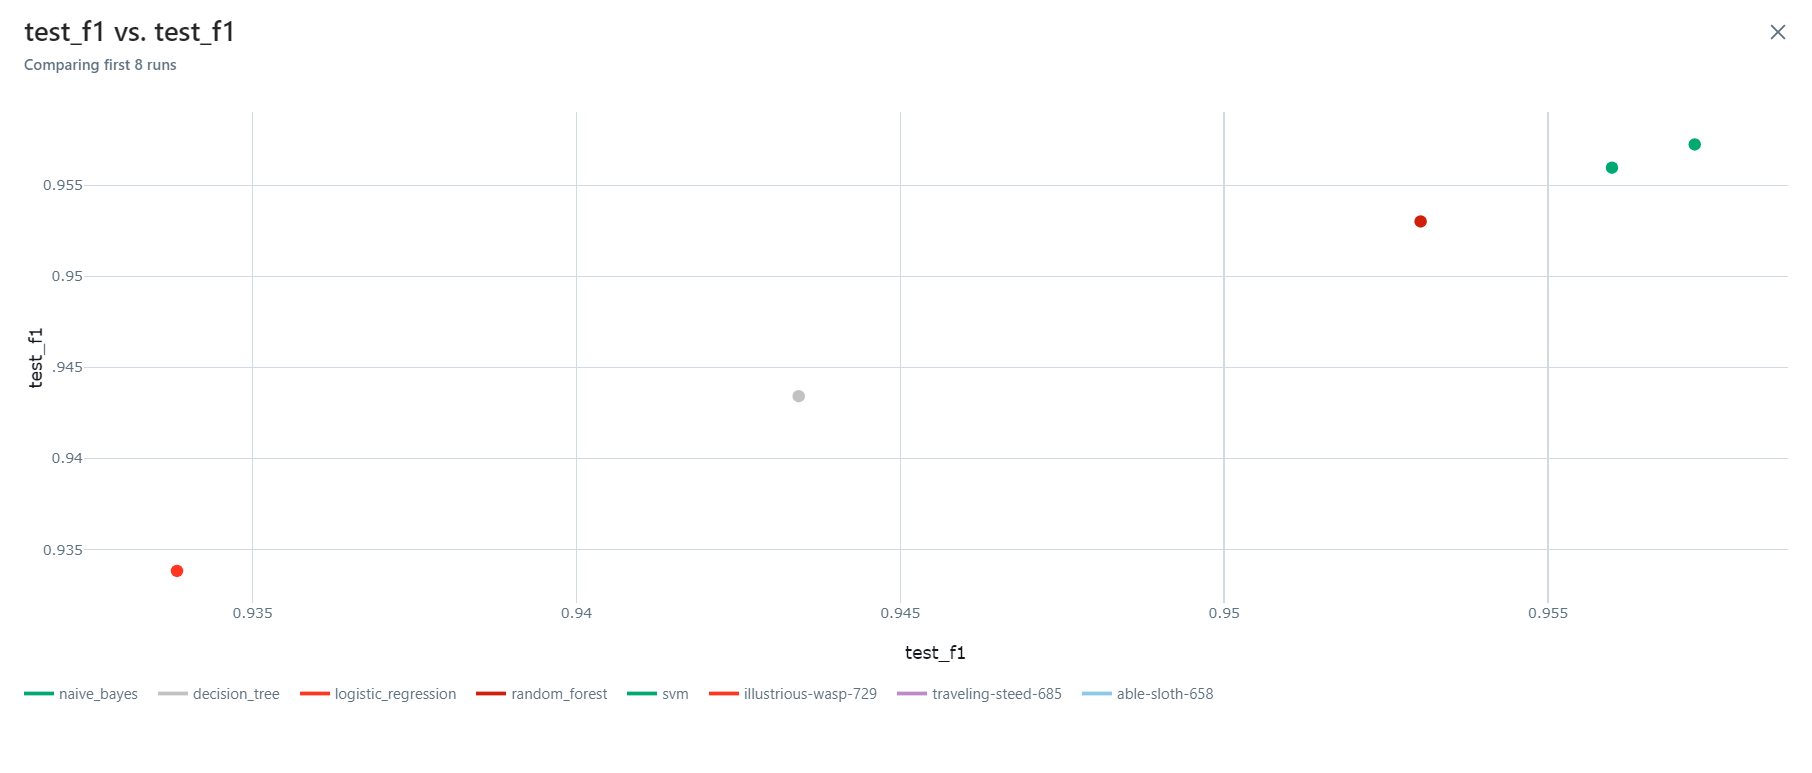 test_f1 vs. test_f1
Comparing first 8 runs
0.955
0.95
.945
0.94
0.935
test_f1
0.935 0.94 0.945 0.95 0.955
test_f1
naive_bayes decision_tree logistic_regression random_forest svm illustrious-wasp-729 traveling-steed-685 able-sloth-658